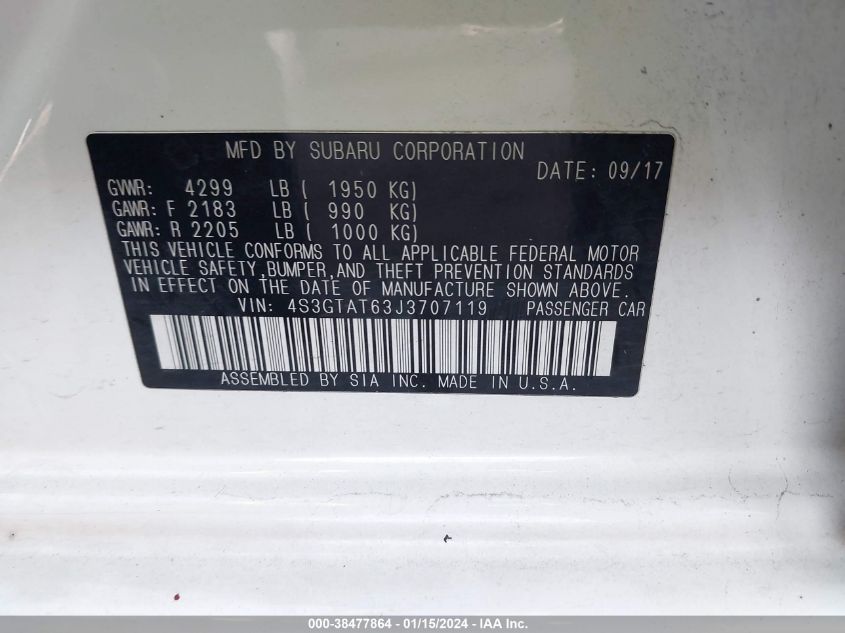 MFD BY SUBARU CORPORATION
DATE: 09/17
GVWR: 4299 LB ( 1950 KG)
GAWR: F 2183 LB ( 990 KG)
GAWR: R 2205 LB ( 1000 KG)
THIS VEHICLE CONFORMS TO ALL APPLICABLE FEDERAL MOTOR
VEHICLE SAFETY,BUMPER,AND THEFT PREVENTION STANDARDS
IN EFFECT ON THE DATE OF MANUFACTURE SHOWN ABOVE.
VIN: 4S3GTAT63J3707119 PASSENGER CAR
ASSEMBLED BY SIA INC. MADE IN U.S.A.
000-38477864 - 01/15/2024 - IAA Inc.